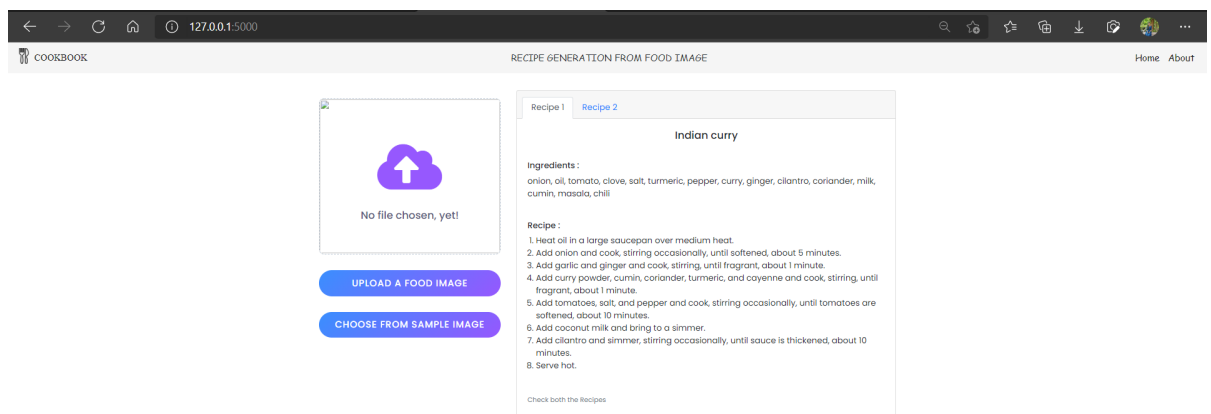 127.0.0.1:5000
COOKBOOK
RECIPE GENERATION FROM FOOD IMAGE
Home About
No file chosen, yet!
UPLOAD A FOOD IMAGE
CHOOSE FROM SAMPLE IMAGE
Recipe 1 Recipe 2
Indian curry
Ingredients :
onion, oil, tomato, clove, salt, turmeric, pepper, curry, ginger, cilantro, coriander, milk,
cumin, masala, chili
Recipe :
1. Heat oil in a large saucepan over medium heat.
2. Add onion and cook, stirring occasionally, until softened, about 5 minutes.
3. Add garlic and ginger and cook, stirring, until fragrant, about 1 minute.
4. Add curry powder, cumin, coriander, turmeric, and cayenne and cook, stirring, until
fragrant, about 1 minute.
5. Add tomatoes, salt, and pepper and cook, stirring occasionally, until tomatoes are
softened, about 10 minutes.
6. Add coconut milk and bring to a simmer.
7. Add cilantro and simmer, stirring occasionally, until sauce is thickened, about 10
minutes.
8. Serve hot.
Check both the Recipes